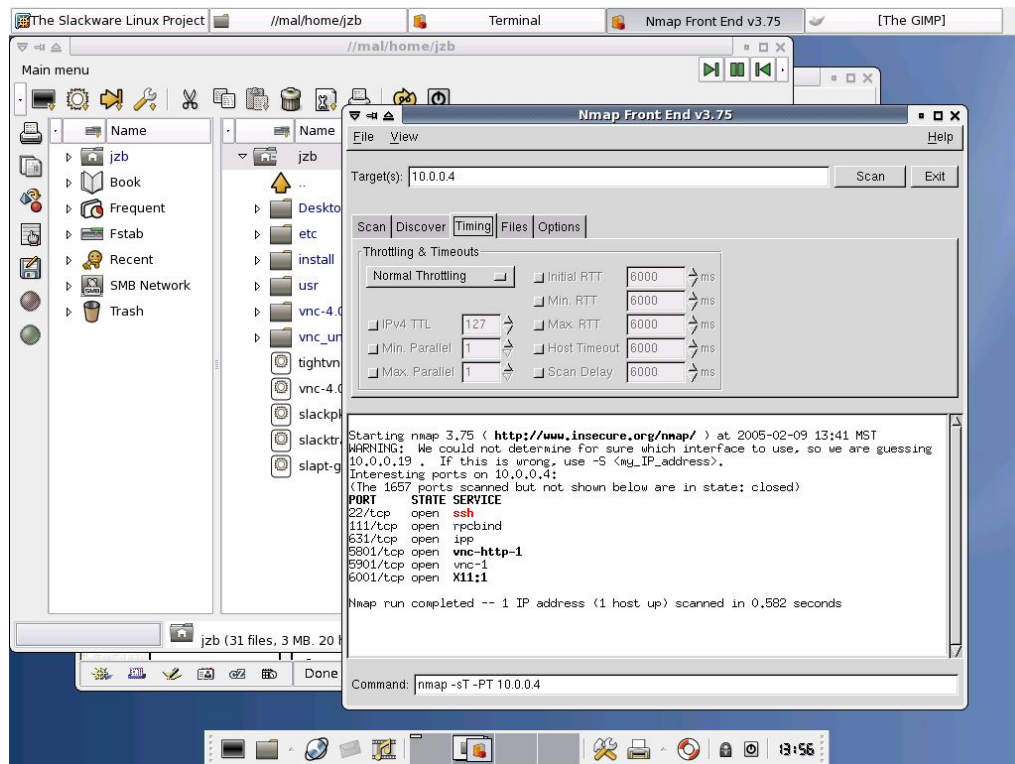 The Slackware Linux Project
//mal/home/jzb
Terminal
Nmap Front End v3.75
[The GIMP]
//mal/home/jzb
Main menu
Name
jzb
Book
Frequent
Fstab
Recent
SMB Network
Trash
Name
jzb
..
Deskto
etc
install
usr
vnc-4.0
vnc_un
tightvn
vnc-4.0
slackpk
slacktra
slapt-g
jzb (31 files, 3 MB. 20
Done
Nmap Front End v3.75
File View Help
Target(s): 10.0.0.4 Scan Exit
Scan Discover Timing Files Options
Throttling & Timeouts
Normal Throttling Initial RTT 6000 ms
Min. RTT 6000 ms
IPv4 TTL 127 Max. RTT 6000 ms
Min. Parallel 1 Host Timeout 6000 ms
Max. Parallel 1 Scan Delay 6000 ms
Starting nmap 3.75 ( http://www.insecure.org/nmap/ ) at 2005-02-09 13:41 MST
WARNING: We could not determine for sure which interface to use, so we are guessing
10.0.0.19 . If this is wrong, use -S <my_IP_address>.
Interesting ports on 10.0.0.4:
(The 1657 ports scanned but not shown below are in state: closed)
PORT STATE SERVICE
22/tcp open ssh
111/tcp open rpcbind
631/tcp open ipp
5801/tcp open vnc-http-1
5901/tcp open vnc-1
6001/tcp open X11:1
Nmap run completed -- 1 IP address (1 host up) scanned in 0.582 seconds
Command: nmap -sT -PT 10.0.0.4
13:56